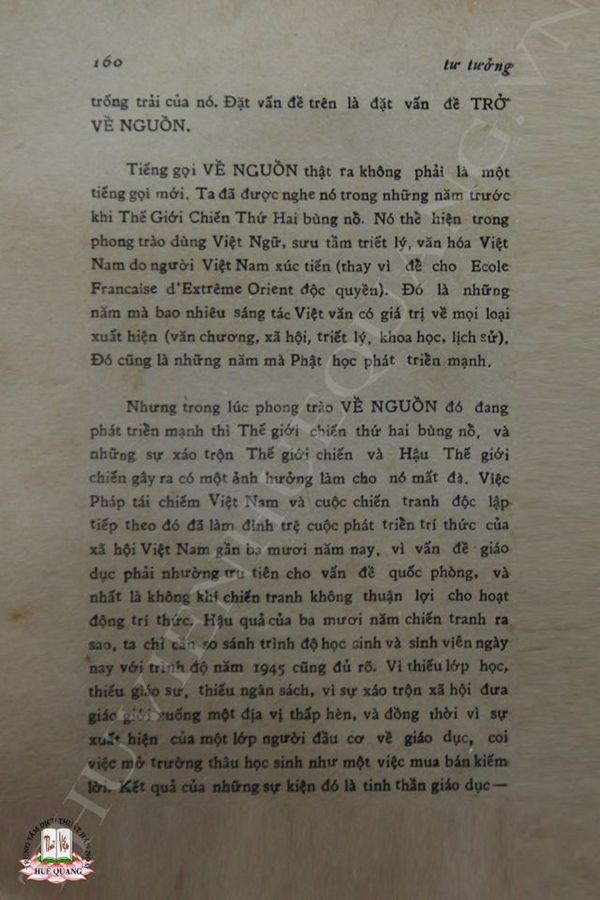 160 tư tưởng
trống trải của nó. Đặt vấn đề trên là đặt vấn đề TRỞ
VỀ NGUỒN.
Tiếng gọi VỀ NGUỒN thật ra không phải là một
tiếng gọi mới. Ta đã được nghe nó trong những năm trước
khi Thế Giới Chiến Thứ Hai bùng nổ. Nó thể hiện trong
phong trào dùng Việt Ngữ, sưu tầm triết lý, văn hóa Việt
Nam do người Việt Nam xúc tiến (thay vì để cho Ecole
Francaise d'Extrême Orient độc quyền). Đó là những
năm mà bao nhiêu sáng tác Việt văn có giá trị về mọi loại
xuất hiện (văn chương, xã hội, triết lý, khoa học, lịch sử).
Đó cũng là những năm mà Phật học phát triển mạnh.
Nhưng trong lúc phong trào VỀ NGUỒN đó đang
phát triển mạnh thì Thế giới chiến thứ hai bùng nổ, và
những sự xáo trộn Thế giới chiến và Hậu Thế giới
chiến gây ra có một ảnh hưởng làm cho nó mất đà. Việc
Pháp tái chiếm Việt Nam và cuộc chiến tranh độc lập
tiếp theo đó đã làm đình trệ cuộc phát triển trí thức của
xã hội Việt Nam gần ba mươi năm nay, vì vấn đề giáo
dục phải nhường ưu tiên cho vấn đề quốc phòng, và
nhất là không khí chiến tranh không thuận lợi cho hoạt
động trí thức. Hậu quả của ba mươi năm chiến tranh ra
sao, ta chỉ cần so sánh trình độ học sinh và sinh viên ngày
nay với trình độ năm 1945 cũng đủ rõ. Vì thiếu lớp học,
thiếu giáo sư, thiếu ngân sách, vì sự xáo trộn xã hội đưa
giáo giới xuống một địa vị thấp hèn, và đồng thời vì sự
xuất hiện của một lớp người đầu cơ về giáo dục, coi
việc mở trường thâu học sinh như một việc mua bán kiếm
lời. Kết quả của những sự kiện đó là tinh thần giáo dục—
HUỆ QUANG